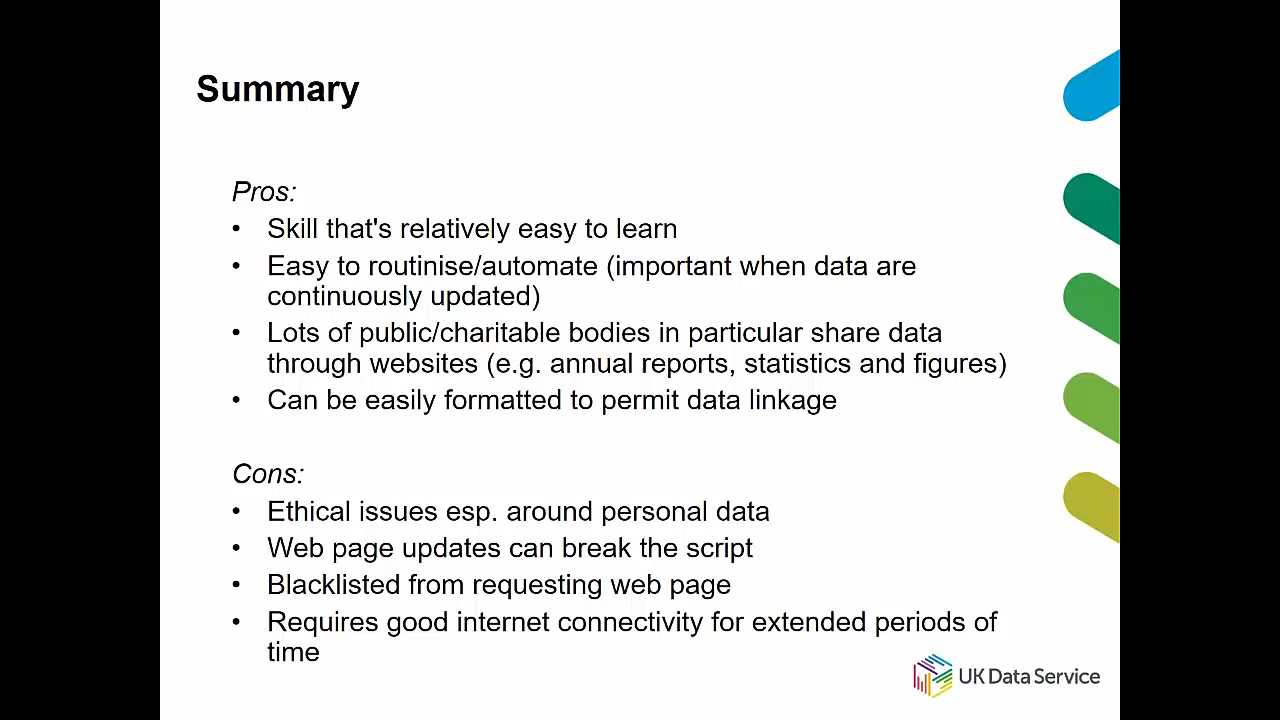 Summary
Pros:
• Skill that's relatively easy to learn
• Easy to routinise/automate (important when data are
continuously updated)
• Lots of public/charitable bodies in particular share data
through websites (e.g. annual reports, statistics and figures)
• Can be easily formatted to permit data linkage
Cons:
• Ethical issues esp. around personal data
• Web page updates can break the script
• Blacklisted from requesting web page
• Requires good internet connectivity for extended periods of
time
UK Data Service